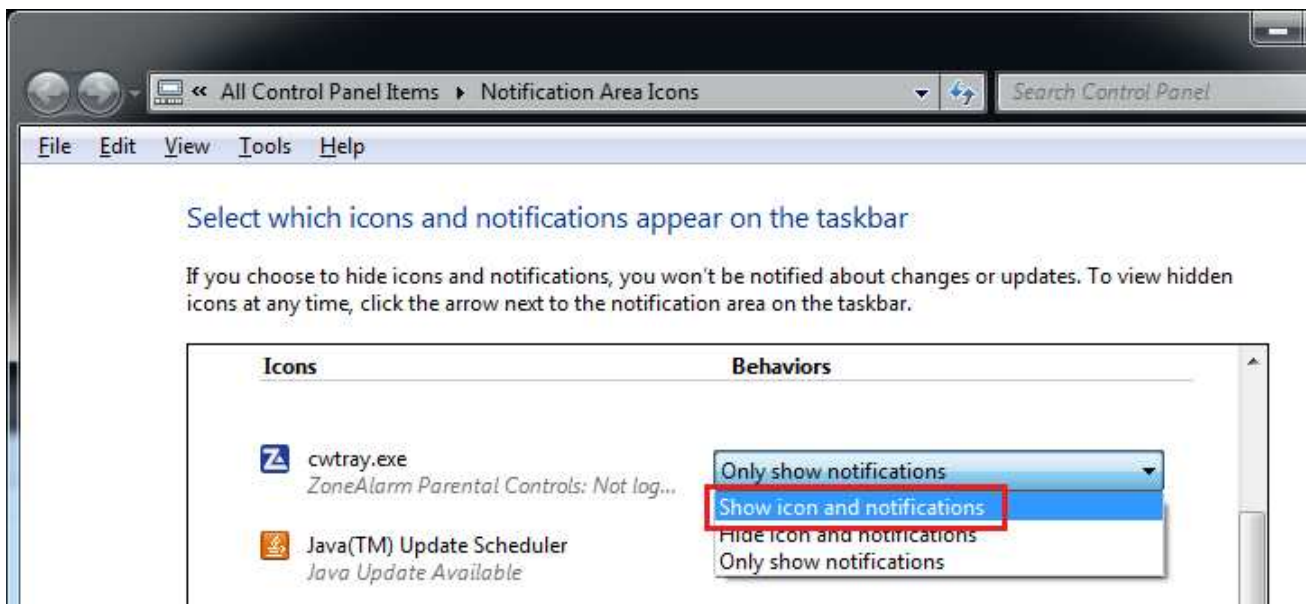 « All Control Panel Items ▸ Notification Area Icons
Search Control Panel
File Edit View Tools Help
Select which icons and notifications appear on the taskbar
If you choose to hide icons and notifications, you won't be notified about changes or updates. To view hidden
icons at any time, click the arrow next to the notification area on the taskbar.
Icons Behaviors
cwtray.exe
ZoneAlarm Parental Controls: Not log...
Only show notifications
Show icon and notifications
Hide icon and notifications
Only show notifications
Java(TM) Update Scheduler
Java Update Available